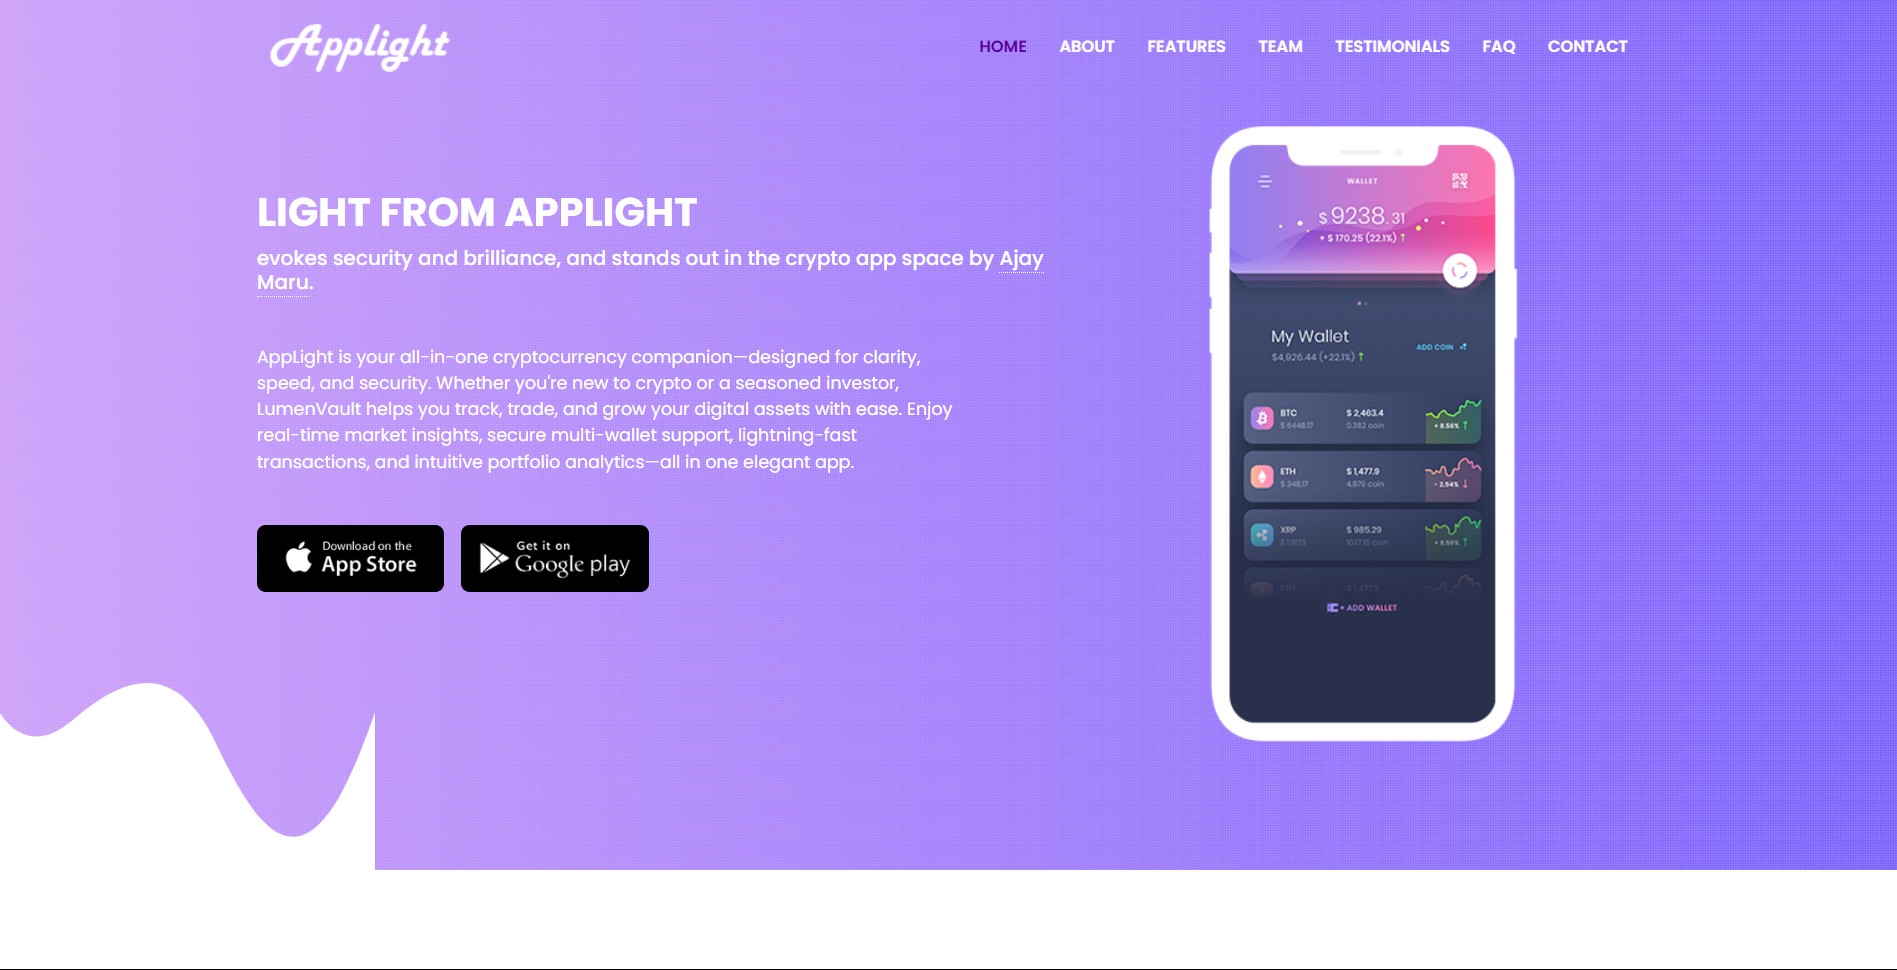 Applight
HOME ABOUT FEATURES TEAM TESTIMONIALS FAQ CONTACT
LIGHT FROM APPLIGHT
evokes security and brilliance, and stands out in the crypto app space by Ajay
Maru.
AppLight is your all-in-one cryptocurrency companion—designed for clarity,
speed, and security. Whether you're new to crypto or a seasoned investor,
LumenVault helps you track, trade, and grow your digital assets with ease. Enjoy
real-time market insights, secure multi-wallet support, lightning-fast
transactions, and intuitive portfolio analytics—all in one elegant app.
Download on the
App Store
Get it on
Google play
WALLET
$ 9238.31
+ $ 170.25 (22.1%) ↑
My Wallet
$4,926.44 (+22.1%) ↑
ADD COIN
BTC $ 2,463.4
$ 6448.17 0.382 coin + 8.56% ↑
ETH $ 1,477.9
$ 348.17 4.879 coin - 2.54% ↓
XRP $ 985.29
coin + 8.56% ↑
ETH $ 1,477.9
+ ADD WALLET